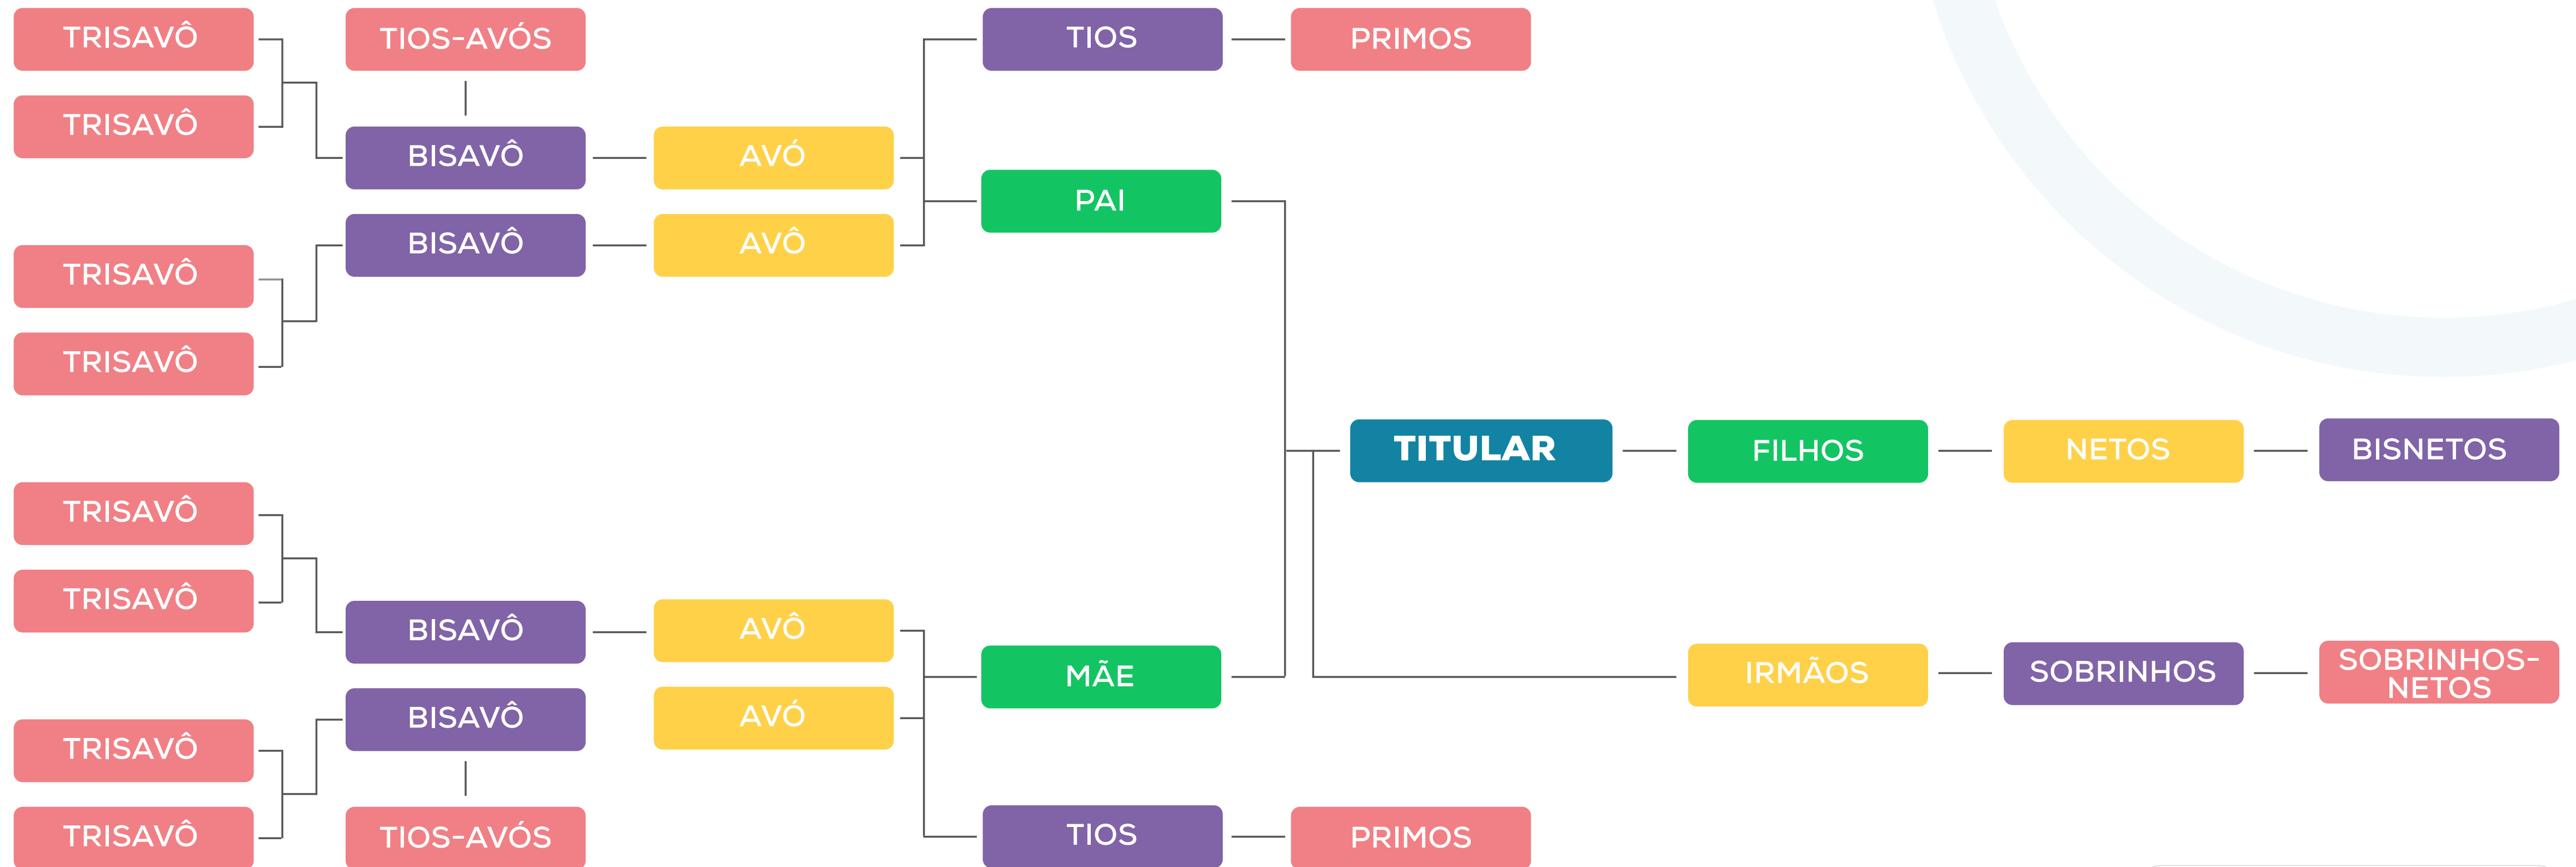 TRISAVÔ
TRISAVÔ
TRISAVÔ
TRISAVÔ
TRISAVÔ
TRISAVÔ
TRISAVÔ
TRISAVÔ
TIOS-AVÓS
BISAVÔ
BISAVÔ
BISAVÔ
BISAVÔ
TIOS-AVÓS
AVÓ
AVÔ
AVÔ
AVÓ
TIOS
PAI
MÃE
TIOS
PRIMOS
TITULAR
PRIMOS
FILHOS
IRMÃOS
NETOS
SOBRINHOS
BISNETOS
SOBRINHOS-
NETOS